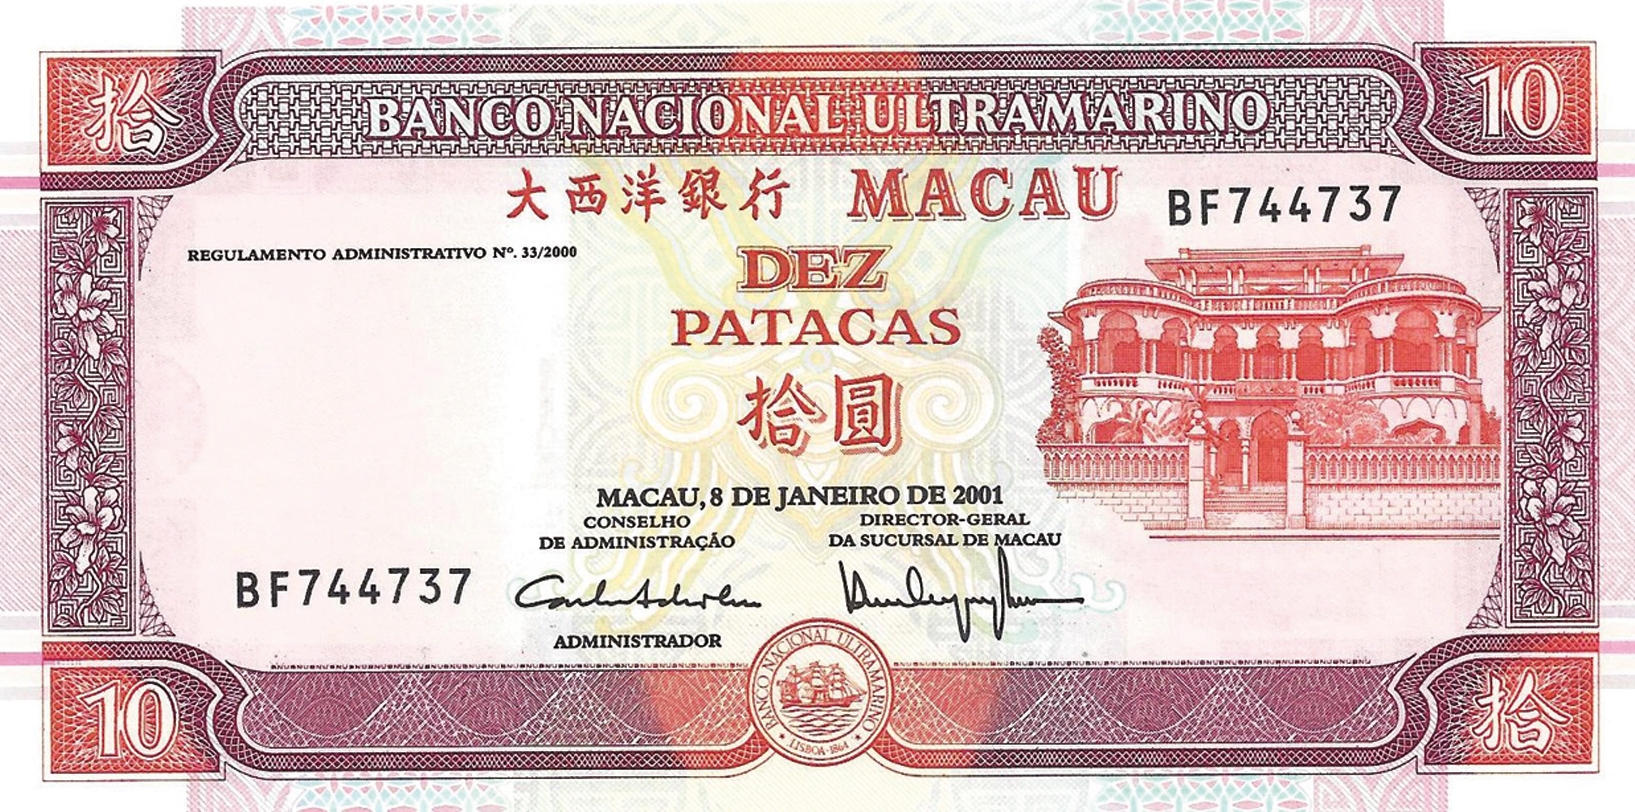 拾
BANCO NACIONAL ULTRAMARINO
10
大西洋銀行 MACAU
BF744737
REGULAMENTO ADMINISTRATIVO Nº. 33/2000
DEZ
PATACAS
拾圓
MACAU, 8 DE JANEIRO DE 2001
CONSELHO
DE ADMINISTRAÇÃO
DIRECTOR-GERAL
DA SUCURSAL DE MACAU
BF744737
ADMINISTRADOR
10
BANCO NACIONAL ULTRAMARINO
LISBOA-1864
拾